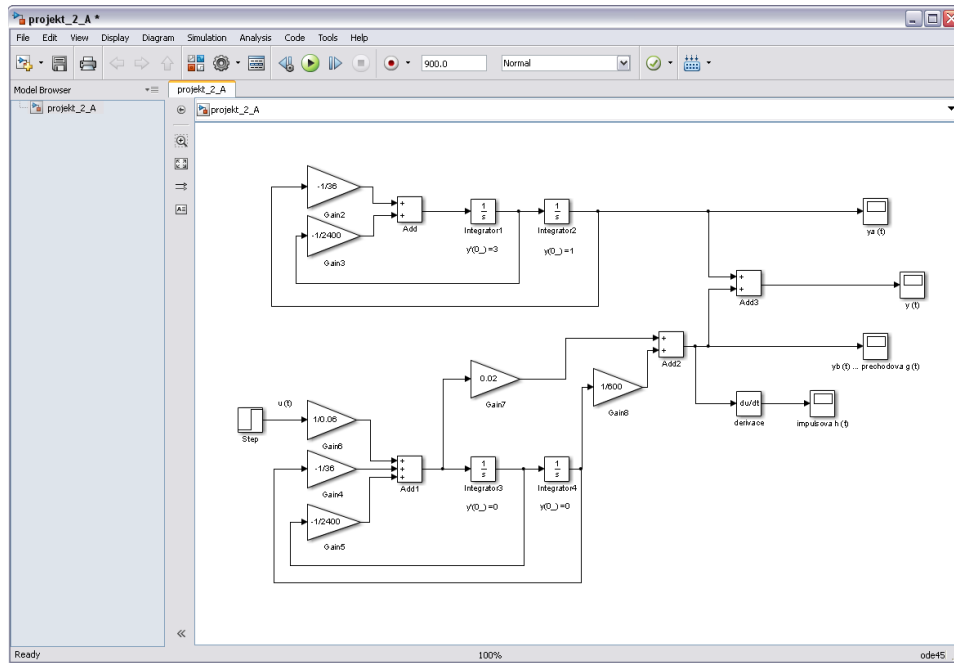 projekt_2_A *
File Edit View Display Diagram Simulation Analysis Code Tools Help
900.0 Normal
Model Browser
projekt_2_A
projekt_2_A
projekt_2_A
-1/36
Gain2
+
+
Add
1
s
Integrator1
y'(0_)=3
1
s
Integrator2
y(0_)=1
ya (t)
-1/2400
Gain3
+
+
Add3
y (t)
+
+
Add2
yb (t) ... prechodova g(t)
0.02
Gain7
1/600
Gain8
du/dt
derivace
impulsova h (t)
u(t)
Step
1/0.06
Gain6
-1/36
Gain4
+
+
+
Add1
1
s
Integrator3
y'(0_)=0
1
s
Integrator4
y(0_)=0
-1/2400
Gain5
Ready 100% ode45